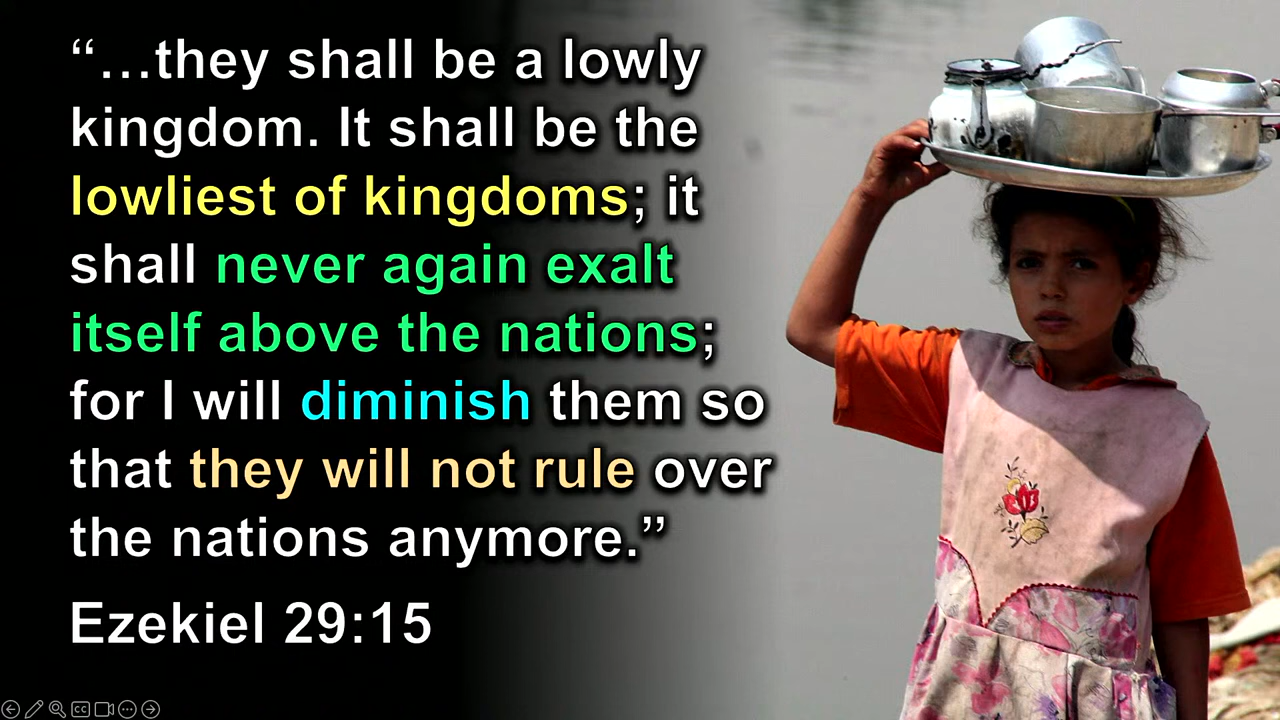 “…they shall be a lowly
kingdom. It shall be the
lowliest of kingdoms; it
shall never again exalt
itself above the nations;
for I will diminish them so
that they will not rule over
the nations anymore.”
Ezekiel 29:15
CC